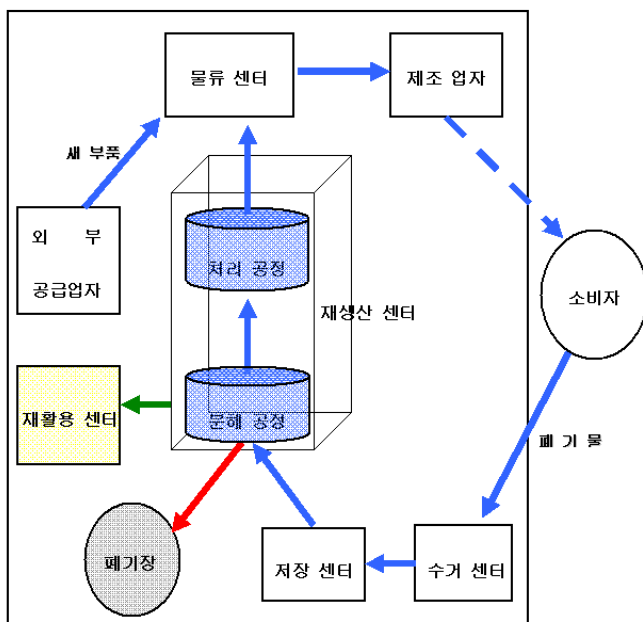 물류 센터
제조 업자
새 부품
외 부
공급업자
처리 공정
소비자
재생산 센터
재활용 센터
분해 공정
폐 기 물
폐기장
저장 센터
수거 센터